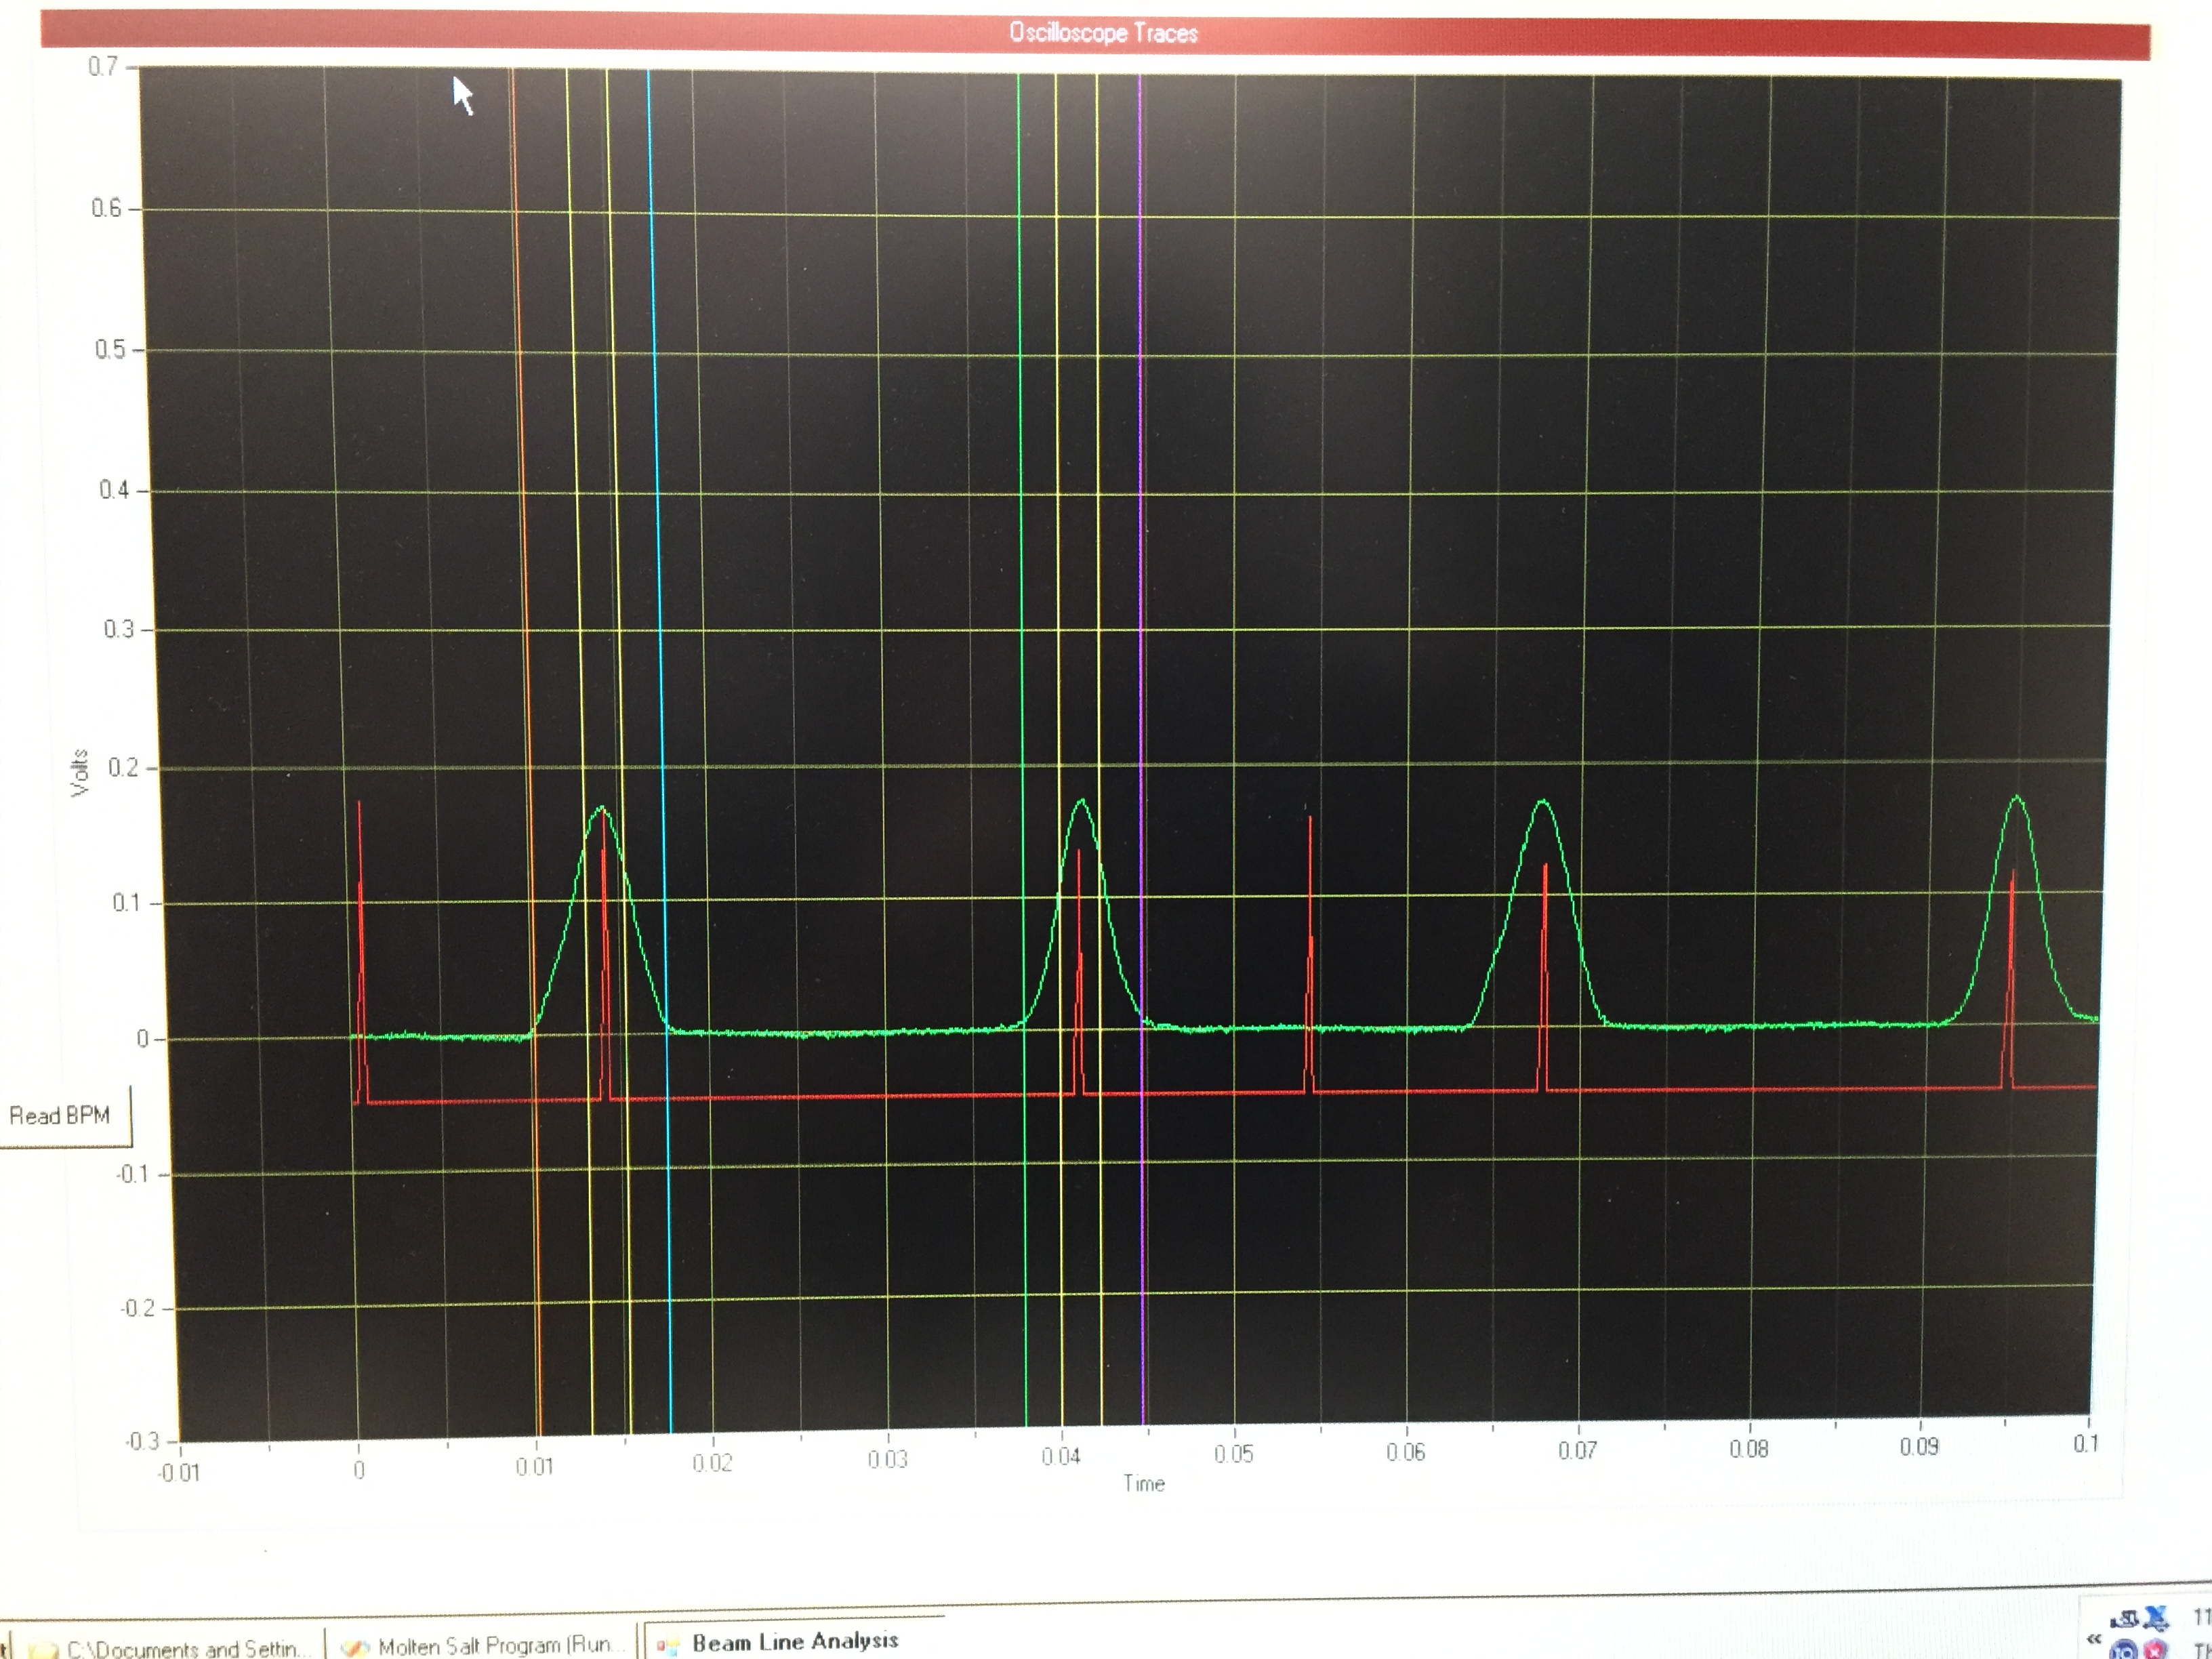 Oscilloscope Traces
0.7
0.6
0.5
0.4
0.3
Volts
0.2
0.1
0
Read BPM
-0.1
-0.2
-0.3
-0.01 0 0.01 0.02 0.03 0.04 0.05 0.06 0.07 0.08 0.09 0.1
Time
C:\Documents and Settin...
Molten Salt Program (Run...
Beam Line Analysis
«
11